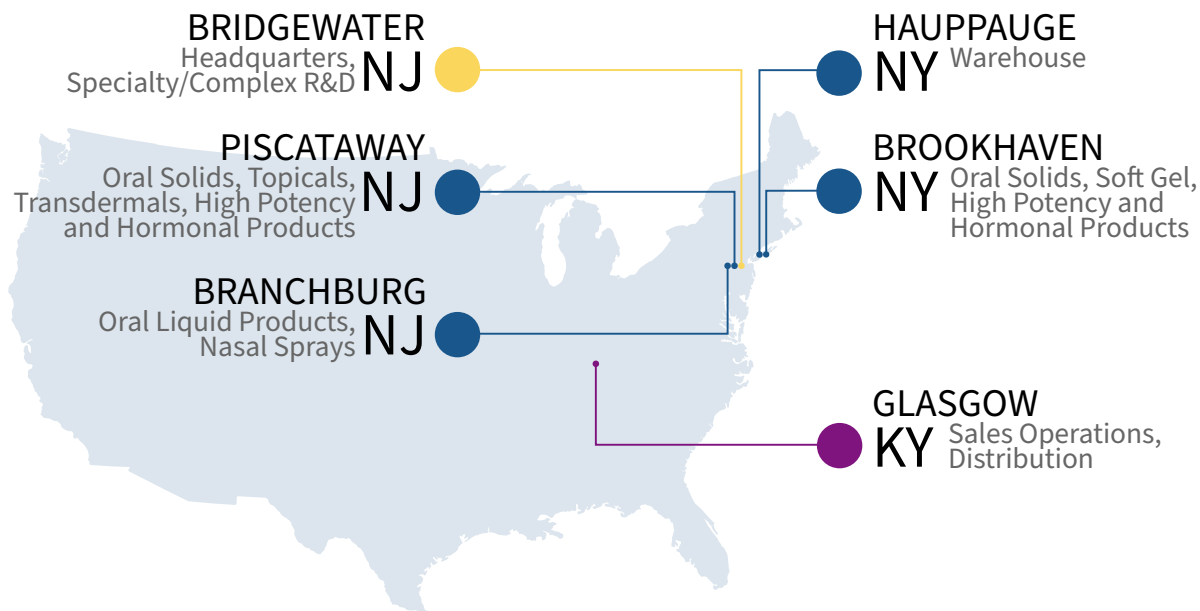 BRIDGEWATER
Headquarters,
Specialty/Complex R&D
NJ
PISCATAWAY
Oral Solids, Topicals,
Transdermals, High Potency
and Hormonal Products
NJ
BRANCHBURG
Oral Liquid Products,
Nasal Sprays
NJ
HAUPPAUGE
NY
Warehouse
BROOKHAVEN
NY
Oral Solids, Soft Gel,
High Potency and
Hormonal Products
GLASGOW
KY
Sales Operations,
Distribution